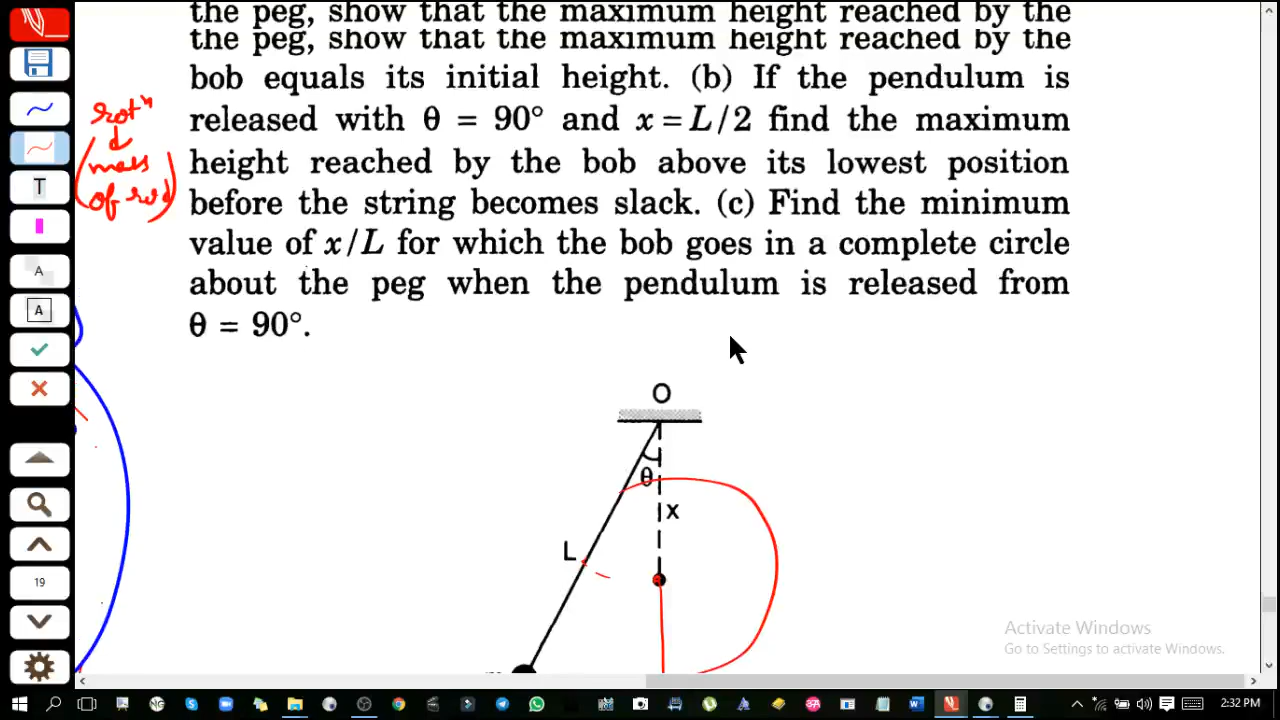 the peg, show that the maximum height reached by the
the peg, show that the maximum height reached by the
bob equals its initial height. (b) If the pendulum is
released with θ = 90° and x = L/2 find the maximum
height reached by the bob above its lowest position
before the string becomes slack. (c) Find the minimum
value of x/L for which the bob goes in a complete circle
about the peg when the pendulum is released from
θ = 90°.
rotⁿ
mass
of rod
T
A
A
19
O
θ
x
L
Activate Windows
Go to Settings to activate Windows.
2:32 PM